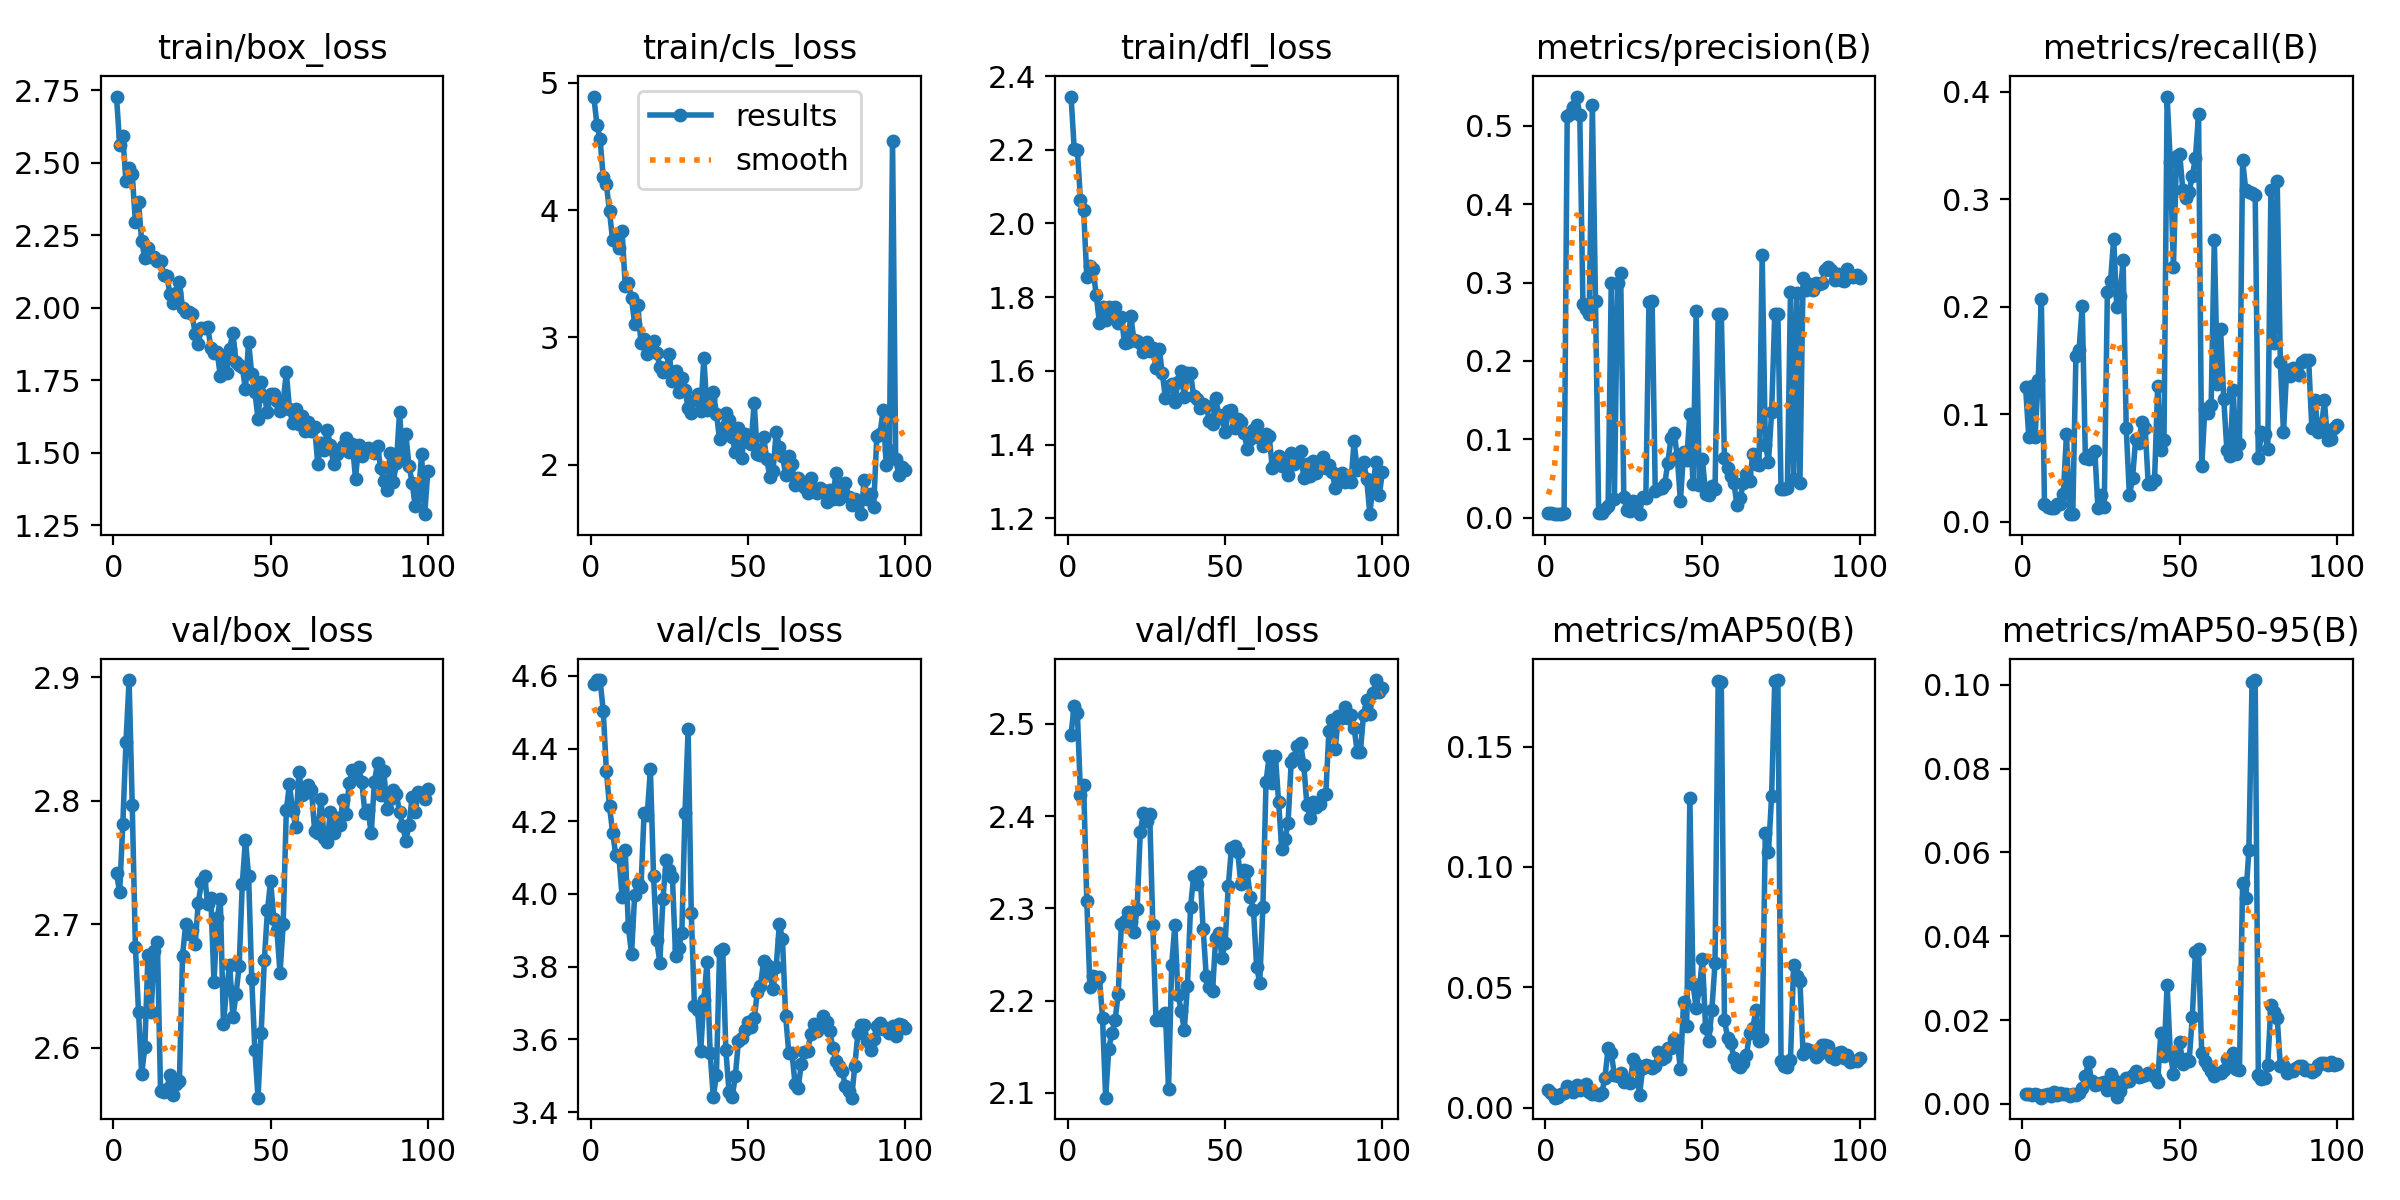 train/box_loss
2.75
2.50
2.25
2.00
1.75
1.50
1.25
0 50 100
train/cls_loss
results
smooth
5
4
3
2
0 50 100
train/dfl_loss
2.4
2.2
2.0
1.8
1.6
1.4
1.2
0 50 100
metrics/precision(B)
0.5
0.4
0.3
0.2
0.1
0.0
0 50 100
metrics/recall(B)
0.4
0.3
0.2
0.1
0.0
0 50 100
val/box_loss
2.9
2.8
2.7
2.6
0 50 100
val/cls_loss
4.6
4.4
4.2
4.0
3.8
3.6
3.4
0 50 100
val/dfl_loss
2.5
2.4
2.3
2.2
2.1
0 50 100
metrics/mAP50(B)
0.15
0.10
0.05
0.00
0 50 100
metrics/mAP50-95(B)
0.10
0.08
0.06
0.04
0.02
0.00
0 50 100